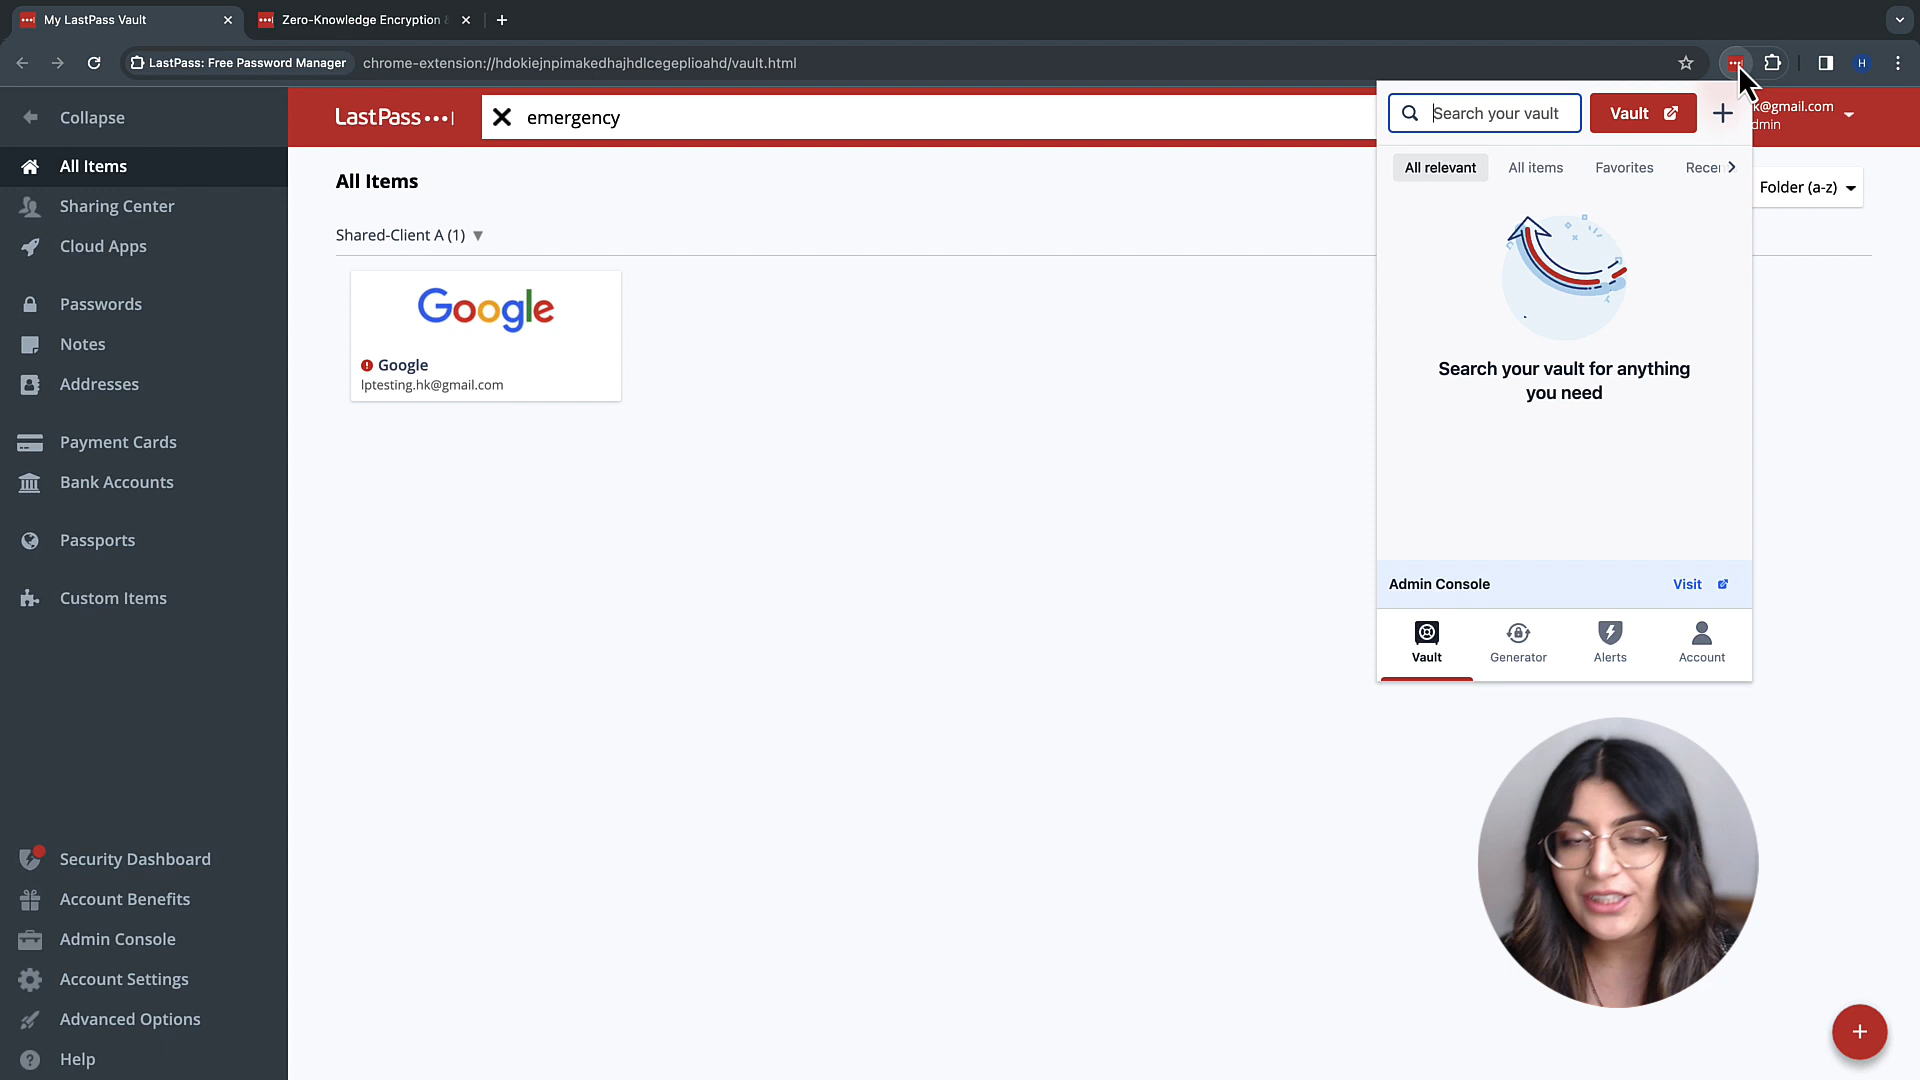 My LastPass Vault
Zero-Knowledge Encryption
LastPass: Free Password Manager
chrome-extension://hdokiejnpimakedhajhdlcegeplioahd/vault.html
H
Collapse
All Items
Sharing Center
Cloud Apps
Passwords
Notes
Addresses
Payment Cards
Bank Accounts
Passports
Custom Items
Security Dashboard
Account Benefits
Admin Console
Account Settings
Advanced Options
Help
LastPass
emergency
All Items
Shared-Client A (1)
Google
Google
lptesting.hk@gmail.com
k@gmail.com
dmin
Folder (a-z)
Search your vault
Vault
All relevant
All items
Favorites
Recen
Search your vault for anything
you need
Admin Console
Visit
Vault
Generator
Alerts
Account